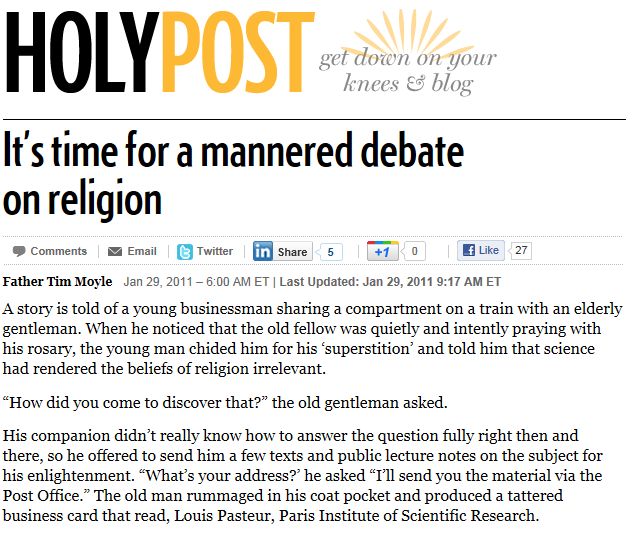 HOLYPOST
get down on your
knees & blog
It's time for a mannered debate
on religion
Comments Email Twitter in Share 5 +1 0 f Like 27
Father Tim Moyle Jan 29, 2011 – 6:00 AM ET | Last Updated: Jan 29, 2011 9:17 AM ET
A story is told of a young businessman sharing a compartment on a train with an elderly
gentleman. When he noticed that the old fellow was quietly and intently praying with
his rosary, the young man chided him for his ‘superstition’ and told him that science
had rendered the beliefs of religion irrelevant.
“How did you come to discover that?” the old gentleman asked.
His companion didn’t really know how to answer the question fully right then and
there, so he offered to send him a few texts and public lecture notes on the subject for
his enlightenment. “What’s your address?’ he asked “I’ll send you the material via the
Post Office.” The old man rummaged in his coat pocket and produced a tattered
business card that read, Louis Pasteur, Paris Institute of Scientific Research.